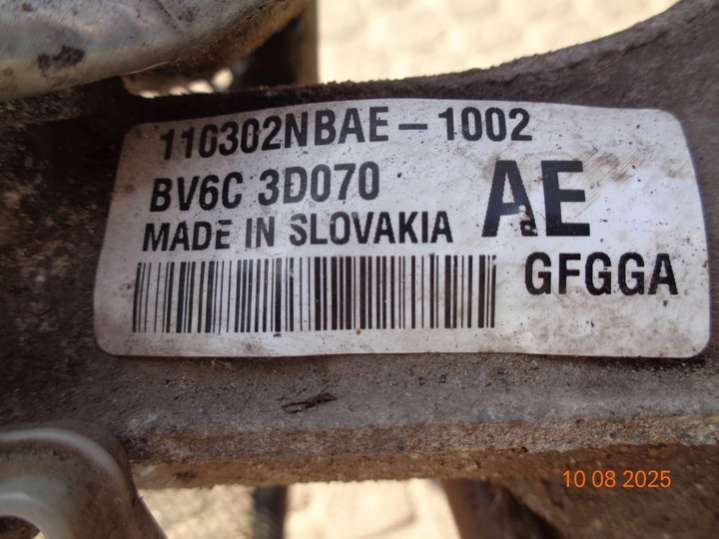 110302NBAE-1002
BV6C 3D070 AE
MADE IN SLOVAKIA
GFGGA
10 08 2025